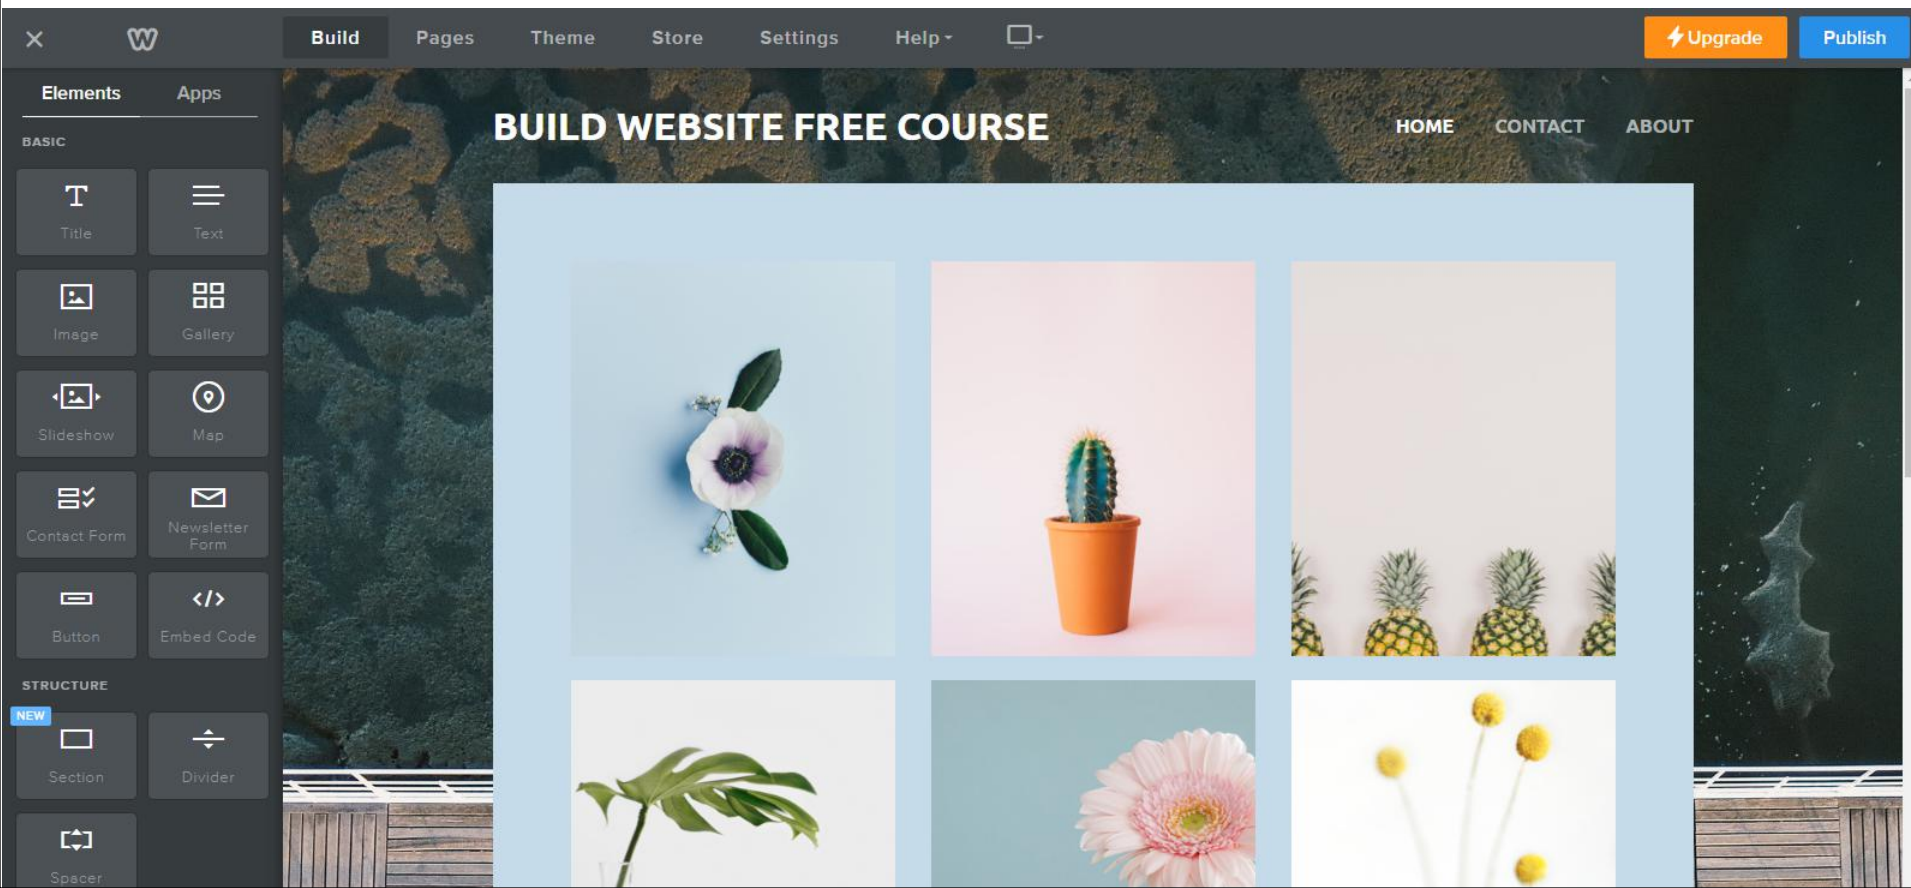 Build Pages Theme Store Settings Help Upgrade Publish
Elements Apps
BUILD WEBSITE FREE COURSE
HOME CONTACT ABOUT
BASIC
Title Text
Image Gallery
Slideshow Map
Contact Form Newsletter
Form
Button Embed Code
STRUCTURE
NEW
Section Divider
Spacer